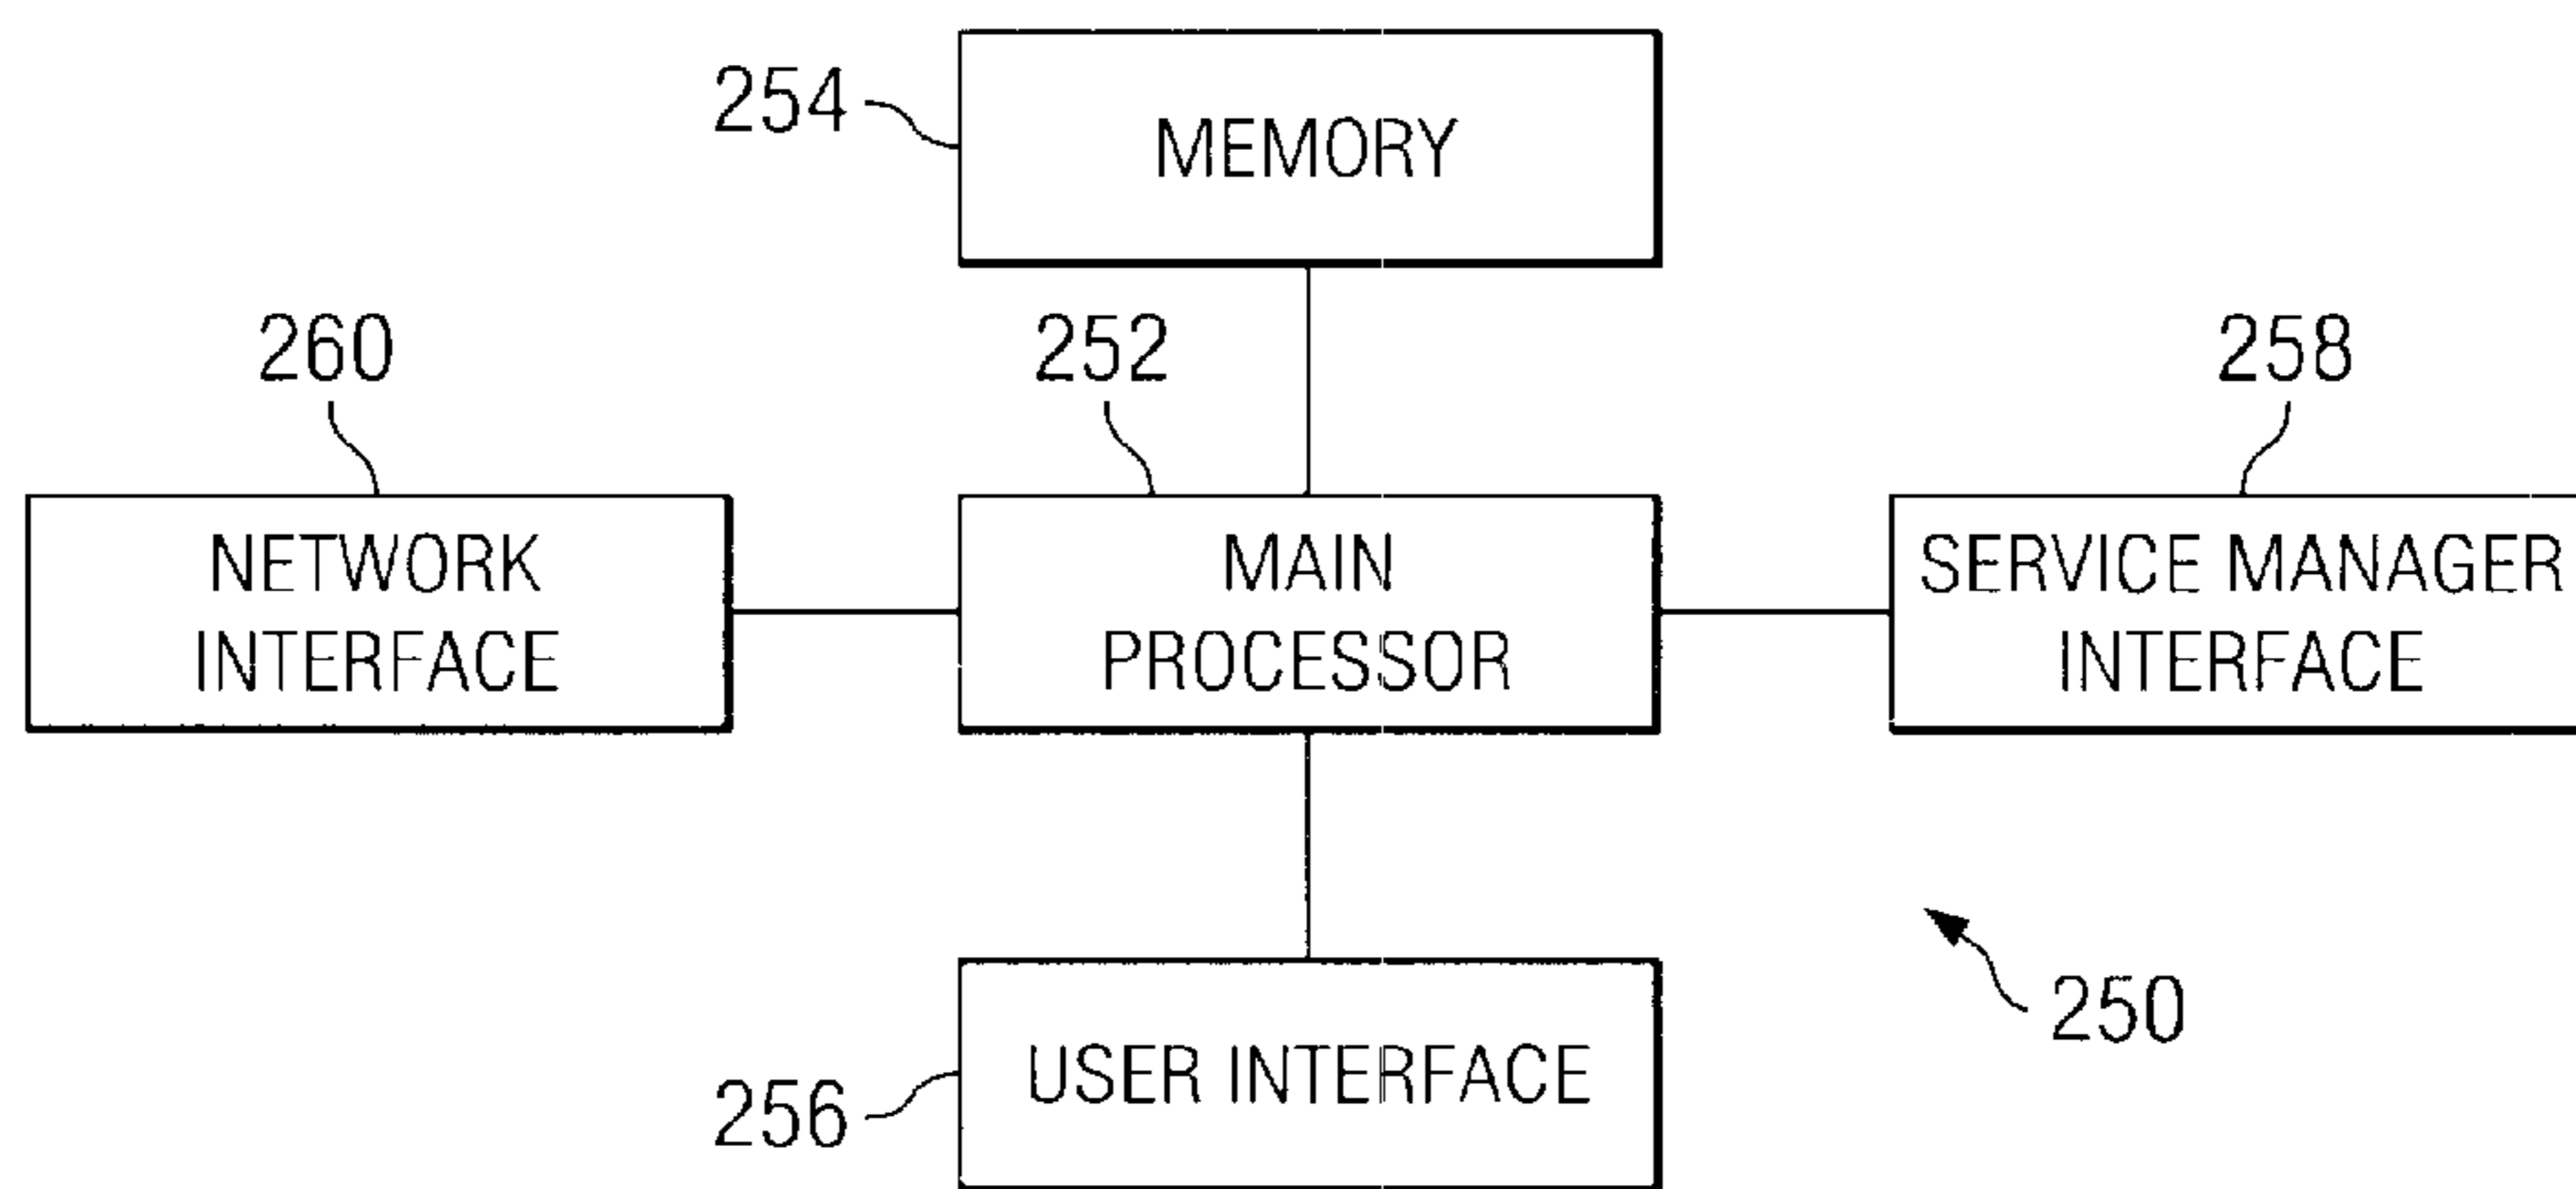 254
MEMORY
260
252
258
NETWORK
INTERFACE
MAIN
PROCESSOR
SERVICE MANAGER
INTERFACE
250
256
USER INTERFACE